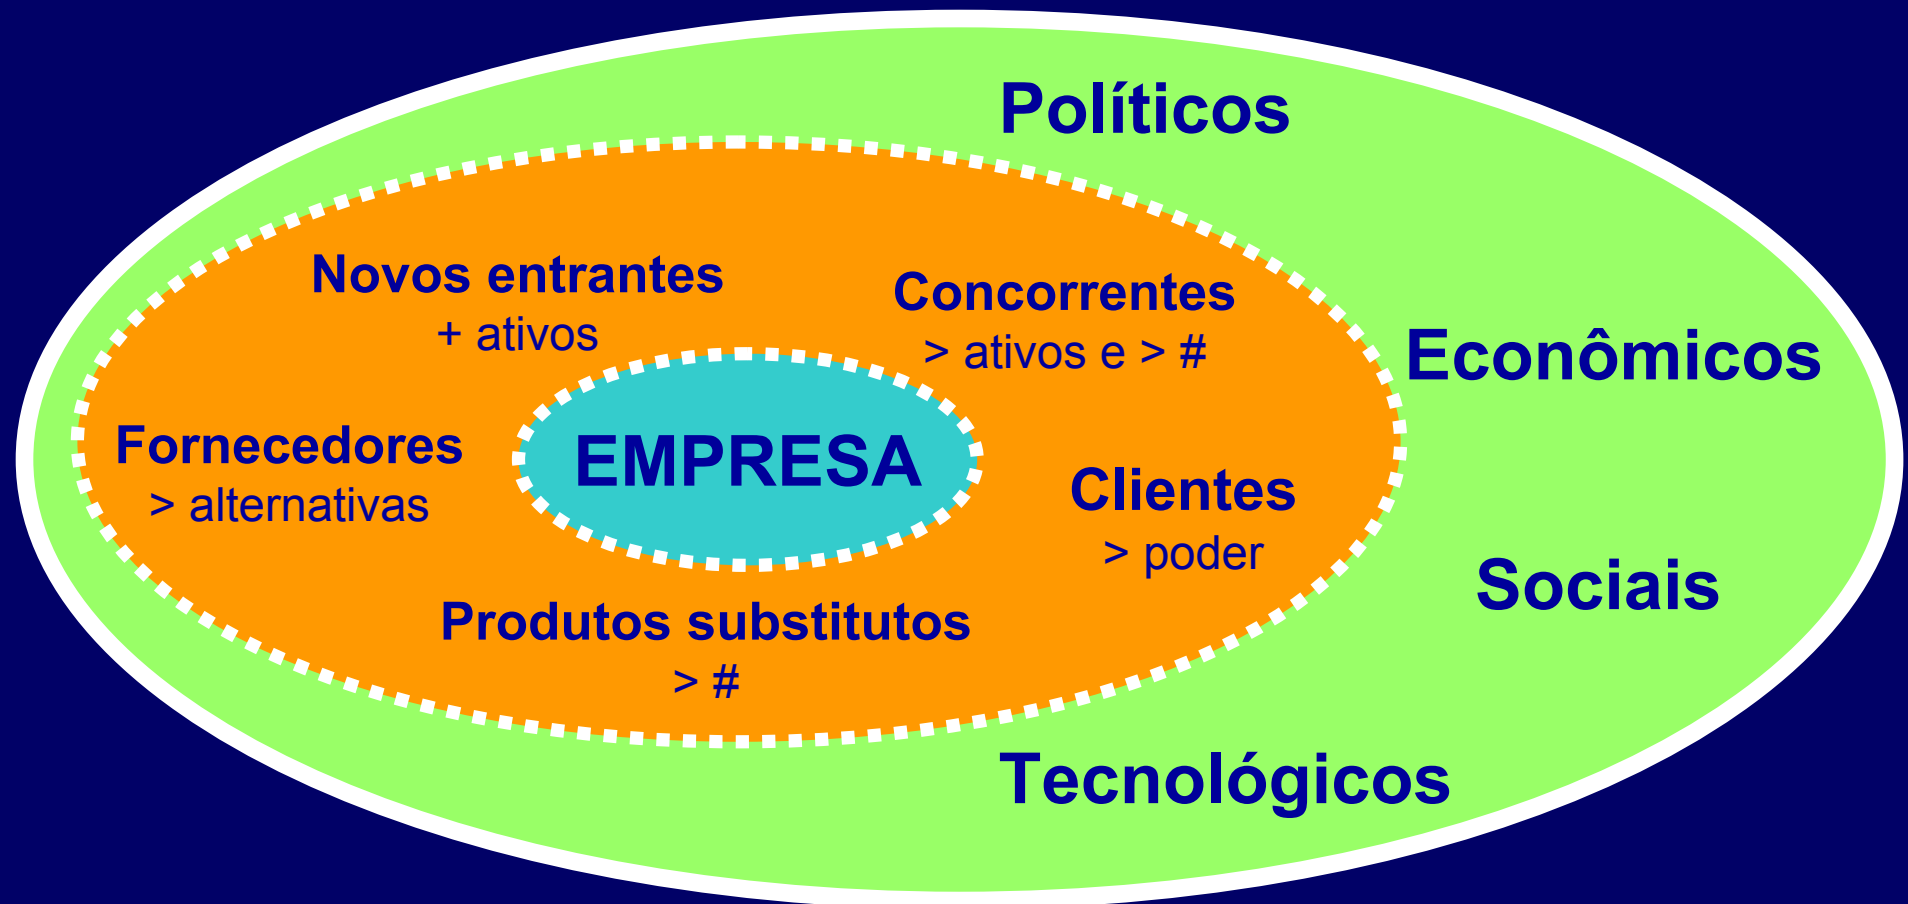 Políticos
Novos entrantes
+ ativos
Concorrentes
> ativos e > #
Econômicos
Fornecedores
> alternativas
EMPRESA
Clientes
> poder
Sociais
Produtos substitutos
> #
Tecnológicos